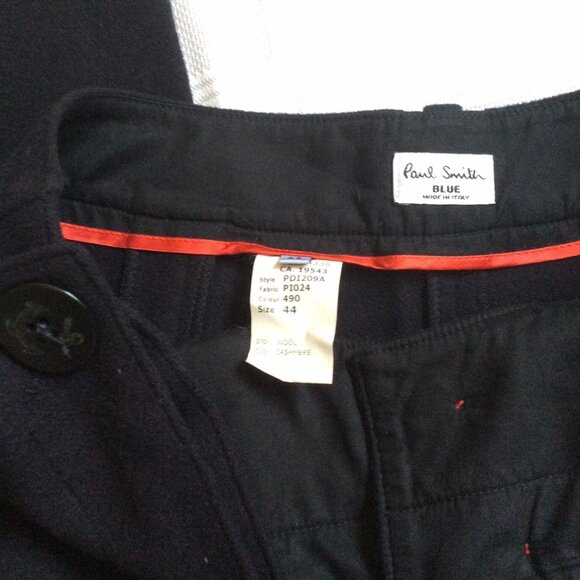 Paul Smith
BLUE
MADE IN ITALY
CA. 19543
Style PD1209A
Fabric PI024
Colour 490
Size 44
WOOL
CASHMERE